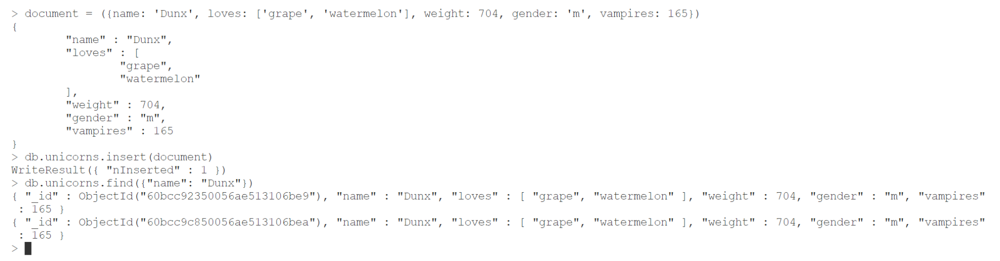 > document = ({name: 'Dunx', loves: ['grape', 'watermelon'], weight: 704, gender: 'm', vampires: 165})
{
        "name" : "Dunx",
        "loves" : [
                "grape",
                "watermelon"
        ],
        "weight" : 704,
        "gender" : "m",
        "vampires" : 165
}
> db.unicorns.insert(document)
WriteResult({ "nInserted" : 1 })
> db.unicorns.find({"name": "Dunx"})
{ "_id" : ObjectId("60bcc92350056ae513106be9"), "name" : "Dunx", "loves" : [ "grape", "watermelon" ], "weight" : 704, "gender" : "m", "vampires"
 : 165 }
{ "_id" : ObjectId("60bcc9c850056ae513106bea"), "name" : "Dunx", "loves" : [ "grape", "watermelon" ], "weight" : 704, "gender" : "m", "vampires"
 : 165 }
>